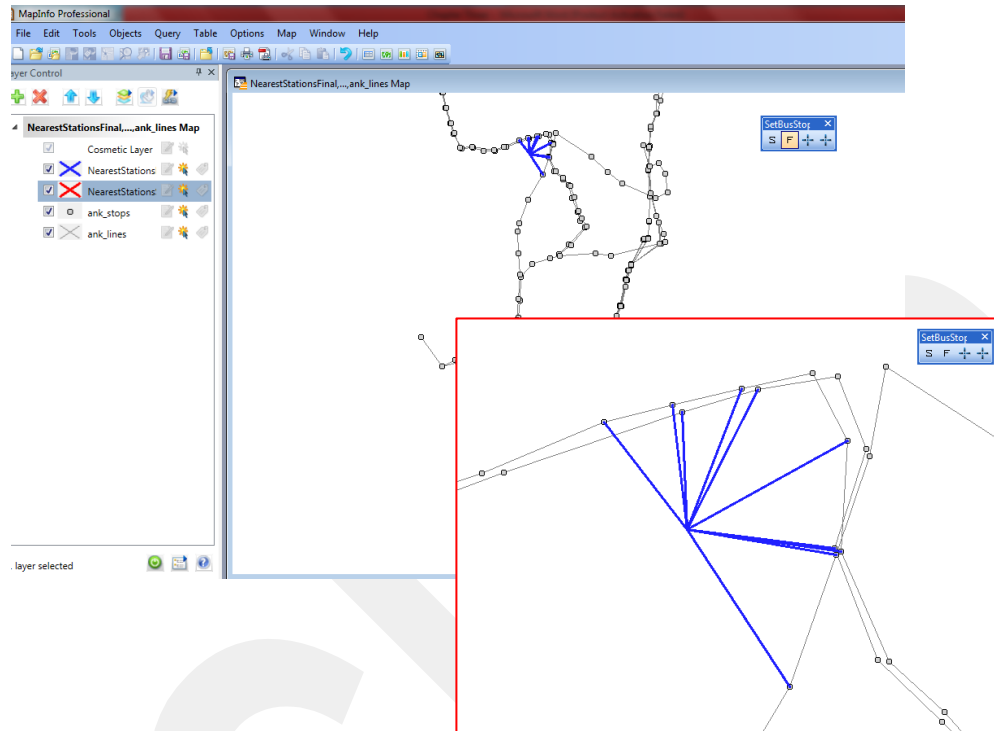 MapInfo Professional
File Edit Tools Objects Query Table Options Map Window Help
ayer Control
NearestStationsFinal,...,ank_lines Map
NearestStationsFinal,...,ank_lines Map
Cosmetic Layer
NearestStations
NearestStations
ank_stops
ank_lines
SetBusStop
S F
SetBusStop
S F
layer selected